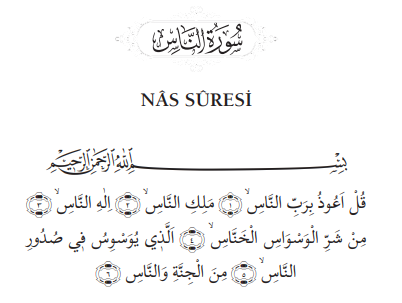 سُورَةُ النَّاسِ
NÂS SÛRESİ
بِسْمِ اللّٰهِ الرَّحْمٰنِ الرَّحٖيمِ
قُلْ اَعُوذُ بِرَبِّ النَّاسِۙ ﴿١﴾ مَلِكِ النَّاسِۙ ﴿٢﴾ اِلٰهِ النَّاسِۙ ﴿٣﴾
مِنْ شَرِّ الْوَسْوَاسِ الْخَنَّاسِۙ ﴿٤﴾ اَلَّذٖي يُوَسْوِسُ فٖي صُدُورِ
النَّاسِۙ ﴿٥﴾ مِنَ الْجِنَّةِ وَالنَّاسِ ﴿٦﴾